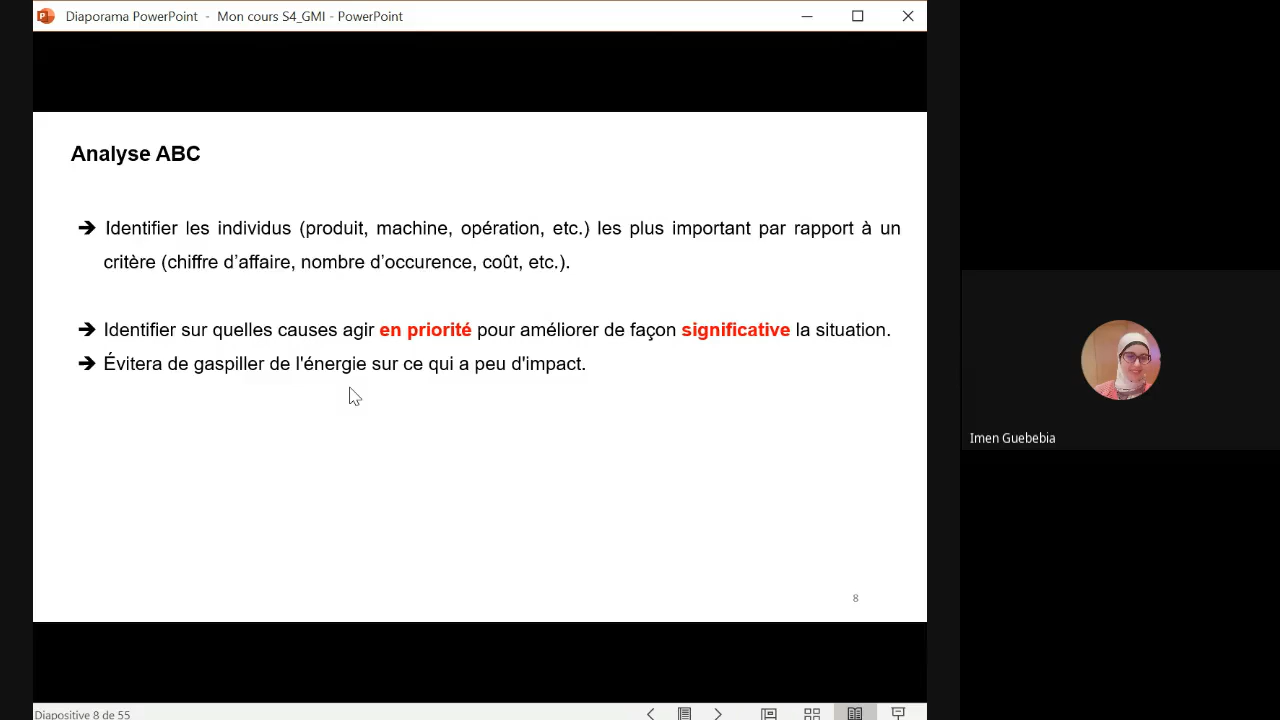 Diaporama PowerPoint - Mon cours S4_GMI - PowerPoint
Analyse ABC
➔ Identifier les individus (produit, machine, opération, etc.) les plus important par rapport à un
critère (chiffre d'affaire, nombre d'occurence, coût, etc.).
➔ Identifier sur quelles causes agir en priorité pour améliorer de façon significative la situation.
➔ Évitera de gaspiller de l'énergie sur ce qui a peu d'impact.
8
Imen Guebebia
Diapositive 8 de 55